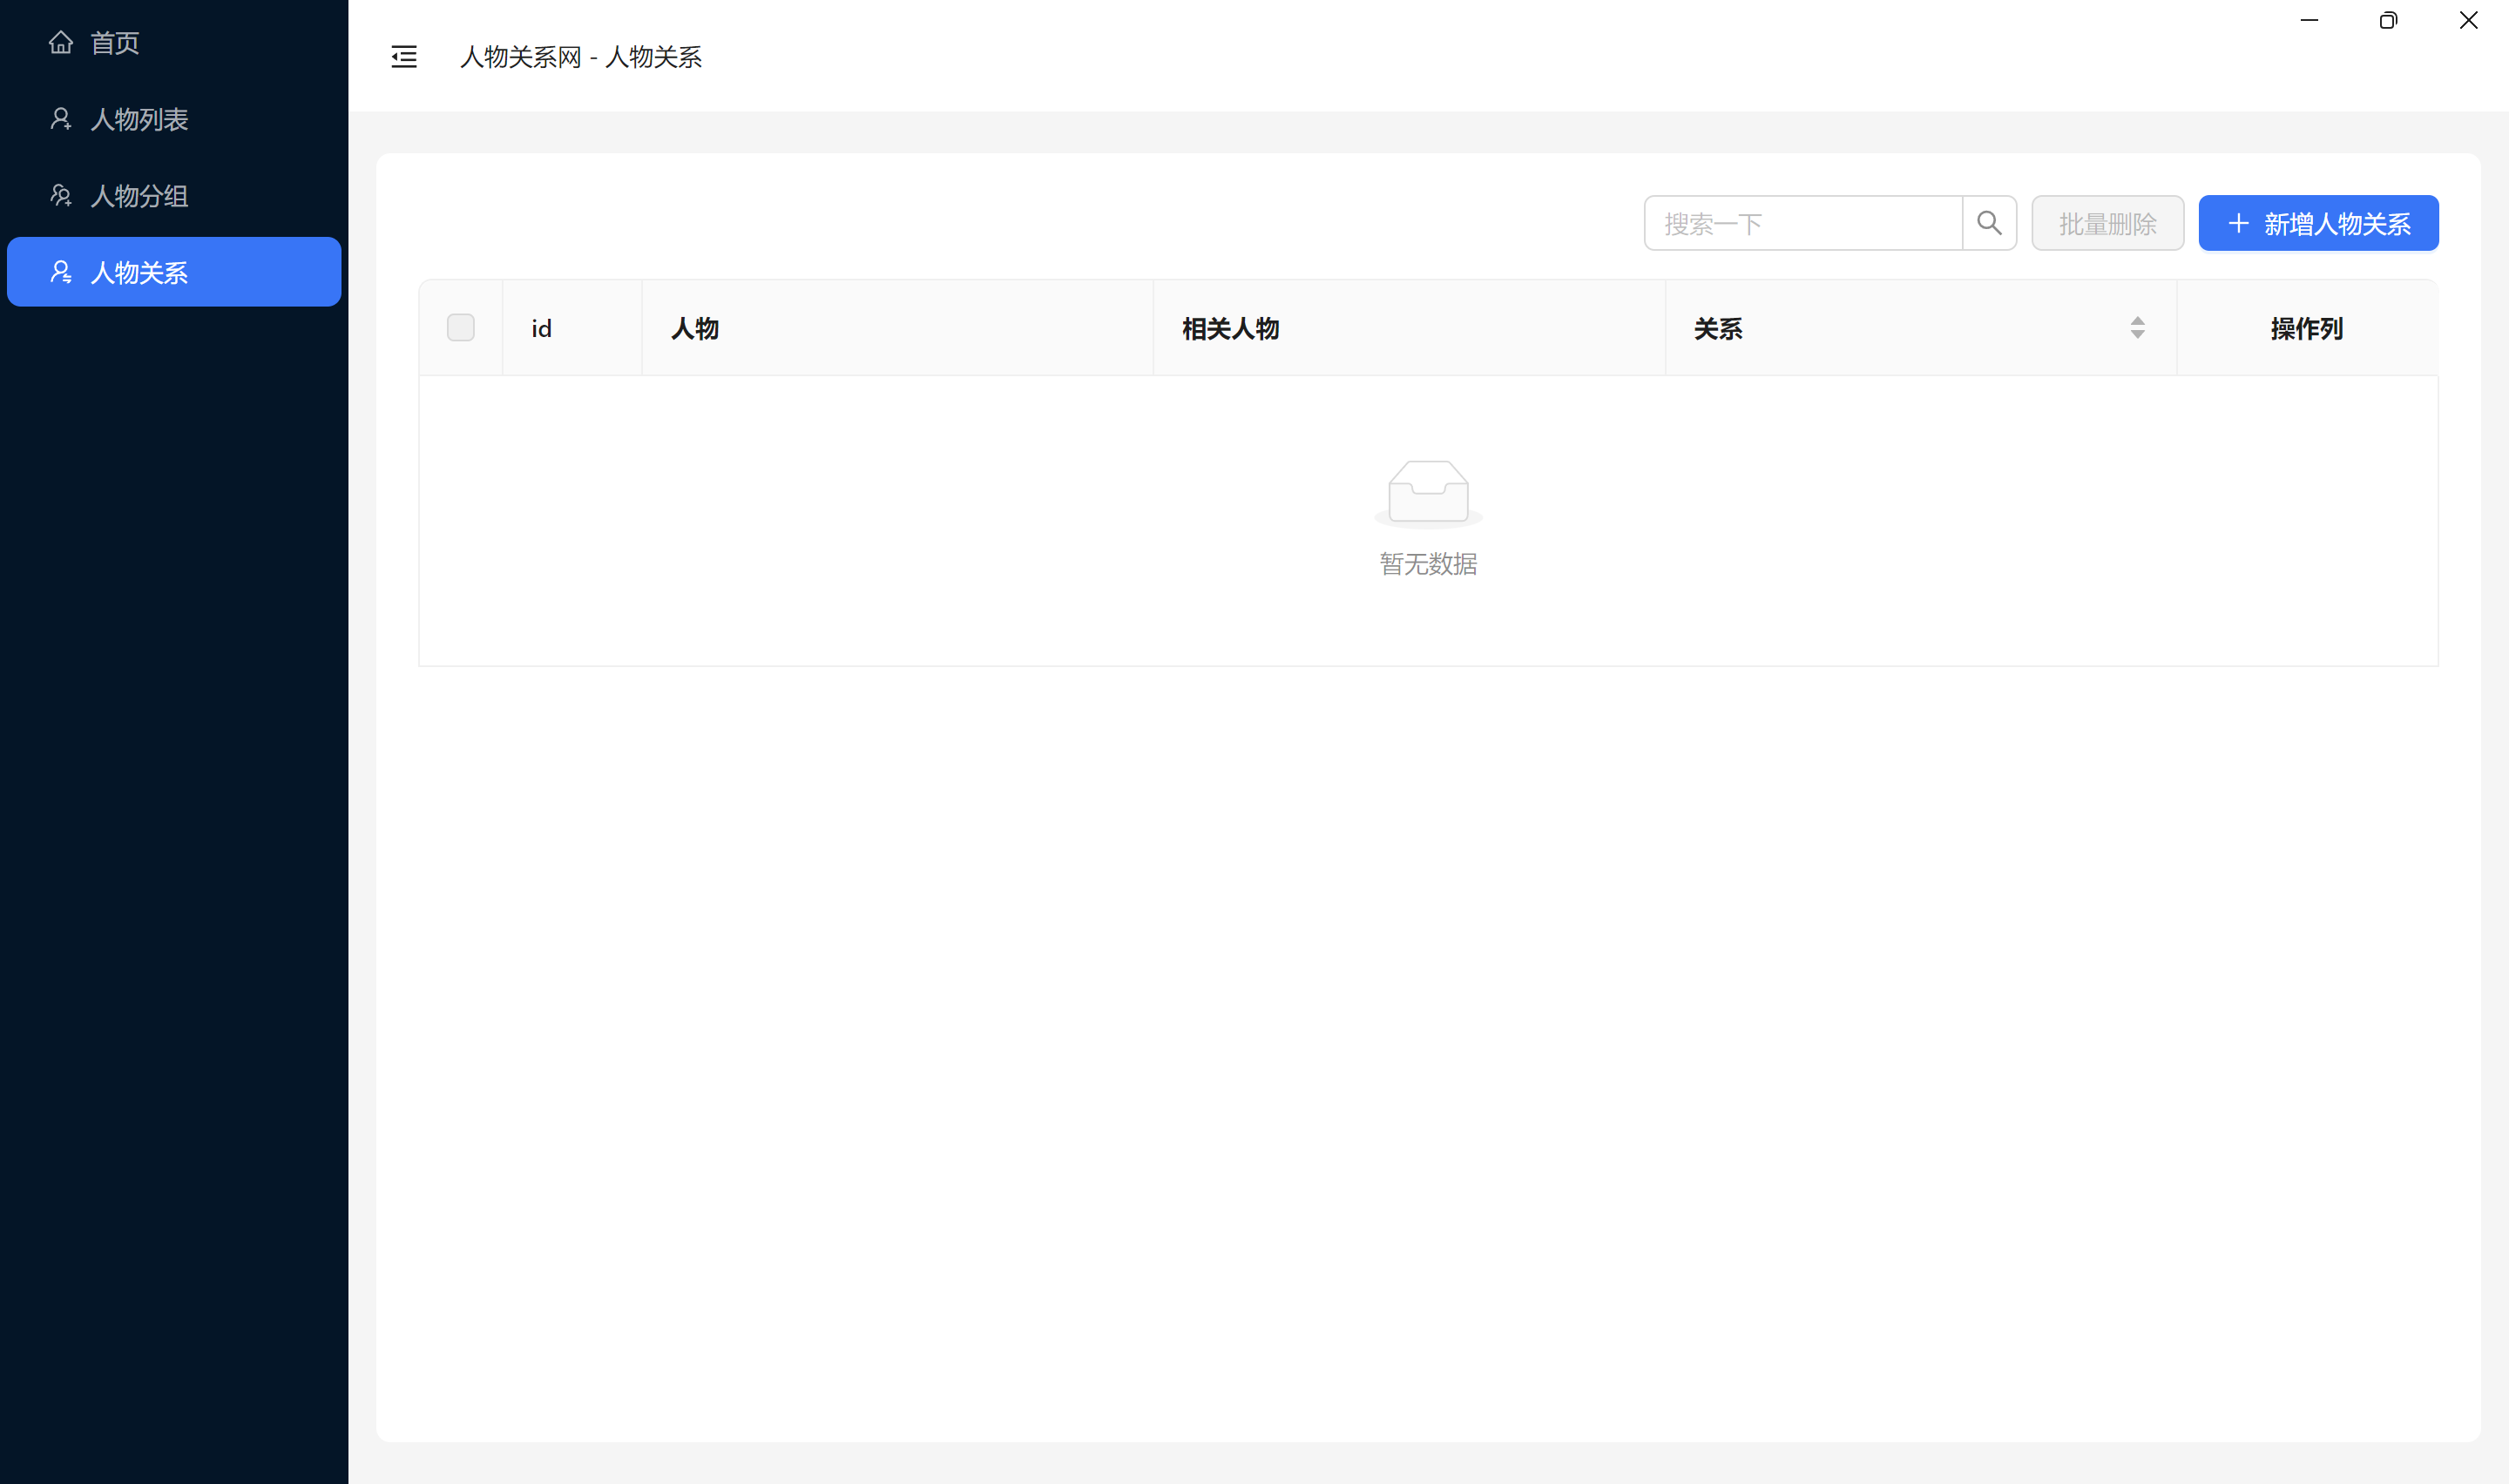 首页
人物列表
人物分组
人物关系
人物关系网 - 人物关系
搜索一下
批量删除
新增人物关系
id
人物
相关人物
关系
操作列
暂无数据